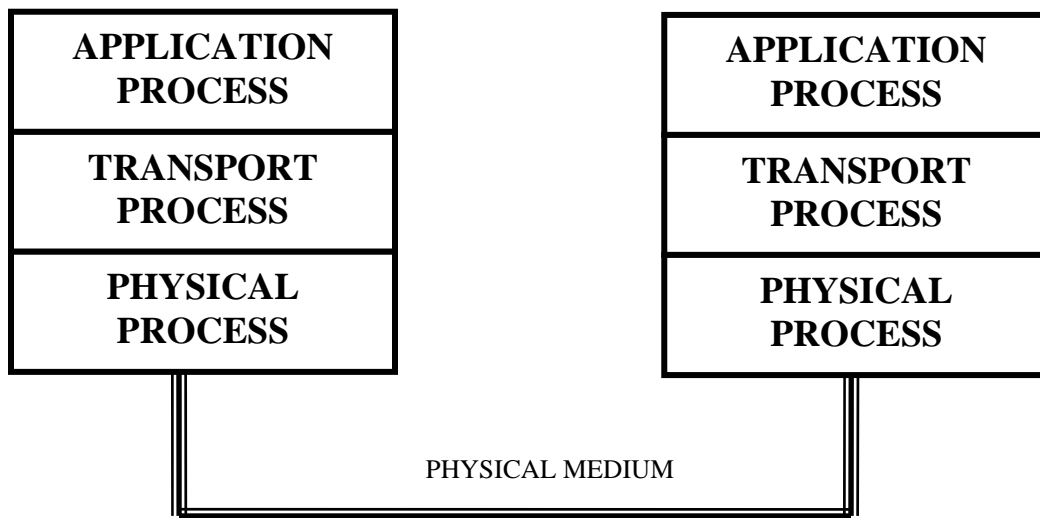 APPLICATION
PROCESS
TRANSPORT
PROCESS
PHYSICAL
PROCESS
APPLICATION
PROCESS
TRANSPORT
PROCESS
PHYSICAL
PROCESS
PHYSICAL MEDIUM